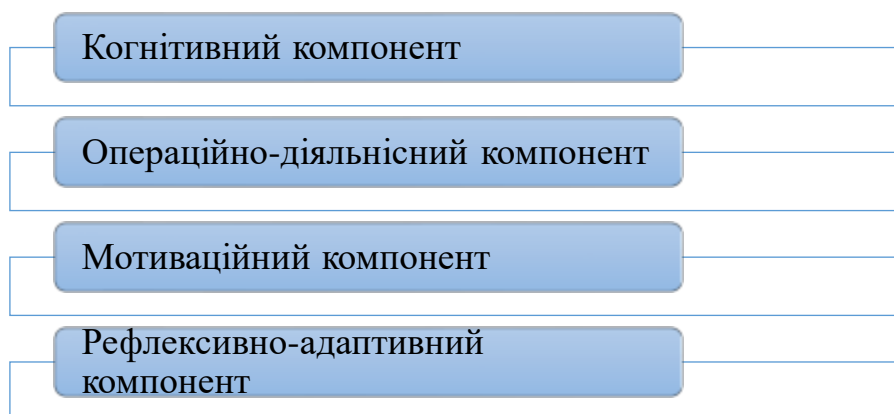 Когнітивний компонент
Операційно-діяльнісний компонент
Мотиваційний компонент
Рефлексивно-адаптивний
компонент